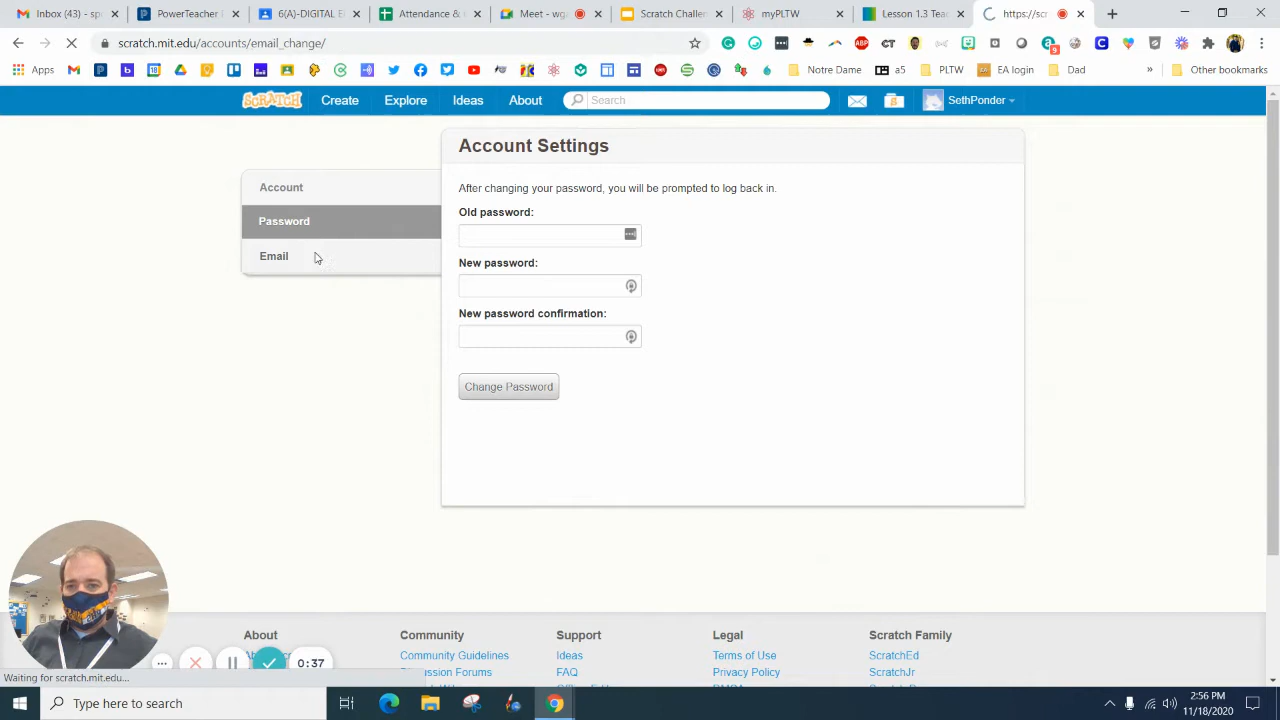 Inbox (43) - sp
PowerTeacher
6(A)-DIGITAL E
Attendance &
Meet - wg
Scratch Challen
myPLTW
Lesson 1.3 Tea
https://scr
scratch.mit.edu/accounts/email_change/
Apps
Notre Dame
a5
PLTW
EA login
Dad
Other bookmarks
SCRATCH
Create
Explore
Ideas
About
Search
SethPonder
Account Settings
Account
Password
Email
After changing your password, you will be prompted to log back in.
Old password:
New password:
New password confirmation:
Change Password
About
Community
Support
Legal
Scratch Family
Community Guidelines
Ideas
Terms of Use
ScratchEd
0:37
FAQ
Privacy Policy
ScratchJr
Waiting for scratch.mit.edu...
Type here to search
2:56 PM
11/18/2020